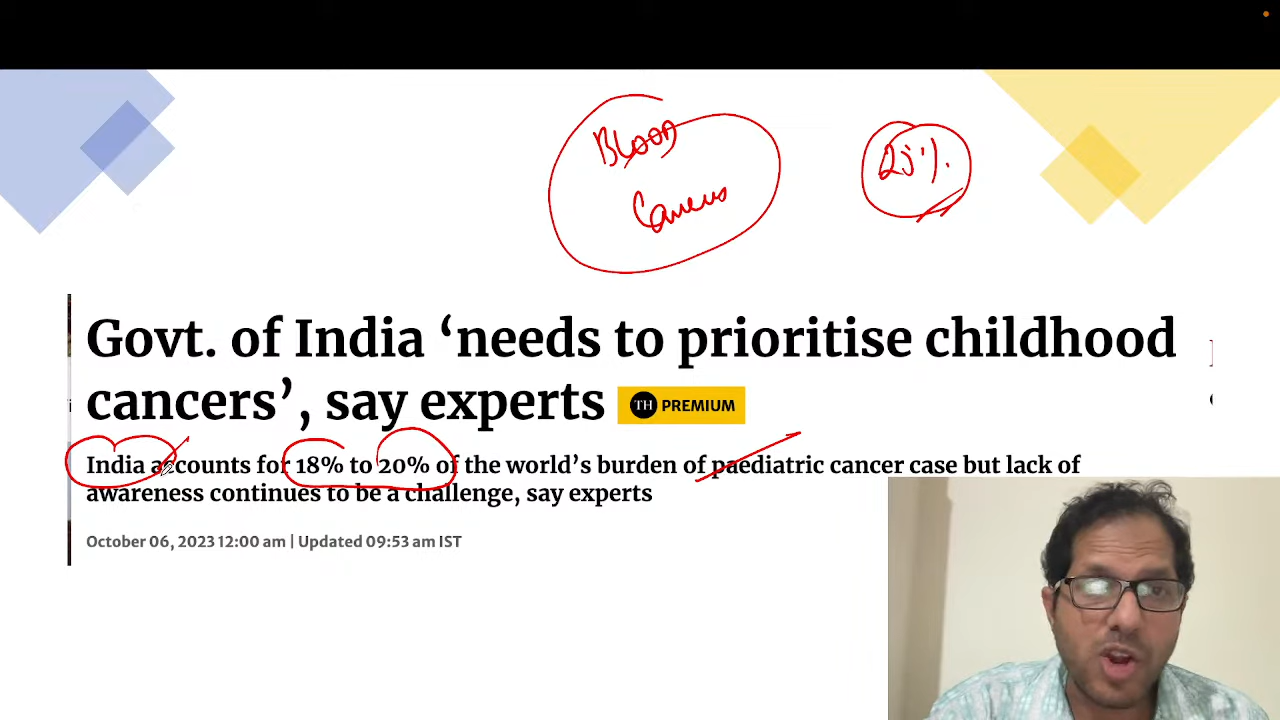 Blood
Cancers
25%.
Govt. of India ‘needs to prioritise childhood
cancers’, say experts TH PREMIUM
India accounts for 18% to 20% of the world’s burden of paediatric cancer case but lack of
awareness continues to be a challenge, say experts
October 06, 2023 12:00 am | Updated 09:53 am IST